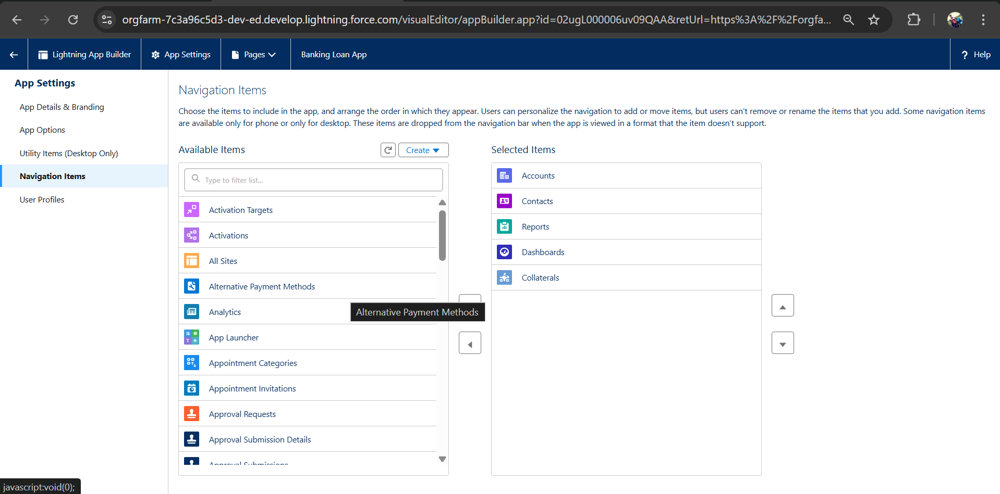 orgfarm-7c3a96c5d3-dev-ed.develop.lightning.force.com/visualEditor/appBuilder.app?id=02ugL000006uv09QAA&retUrl=https%3A%2F%2Forgfa...
Lightning App Builder
App Settings
Pages
Banking Loan App
? Help
App Settings
App Details & Branding
App Options
Utility Items (Desktop Only)
Navigation Items
User Profiles
Navigation Items
Choose the items to include in the app, and arrange the order in which they appear. Users can personalize the navigation to add or move items, but users can't remove or rename the items that you add. Some navigation items
are available only for phone or only for desktop. These items are dropped from the navigation bar when the app is viewed in a format that the item doesn't support.
Available Items
Create
Type to filter list...
Activation Targets
Activations
All Sites
Alternative Payment Methods
Analytics
Alternative Payment Methods
App Launcher
Appointment Categories
Appointment Invitations
Approval Requests
Approval Submission Details
Approval Submissions
Selected Items
Accounts
Contacts
Reports
Dashboards
Collaterals
javascript:void(0);